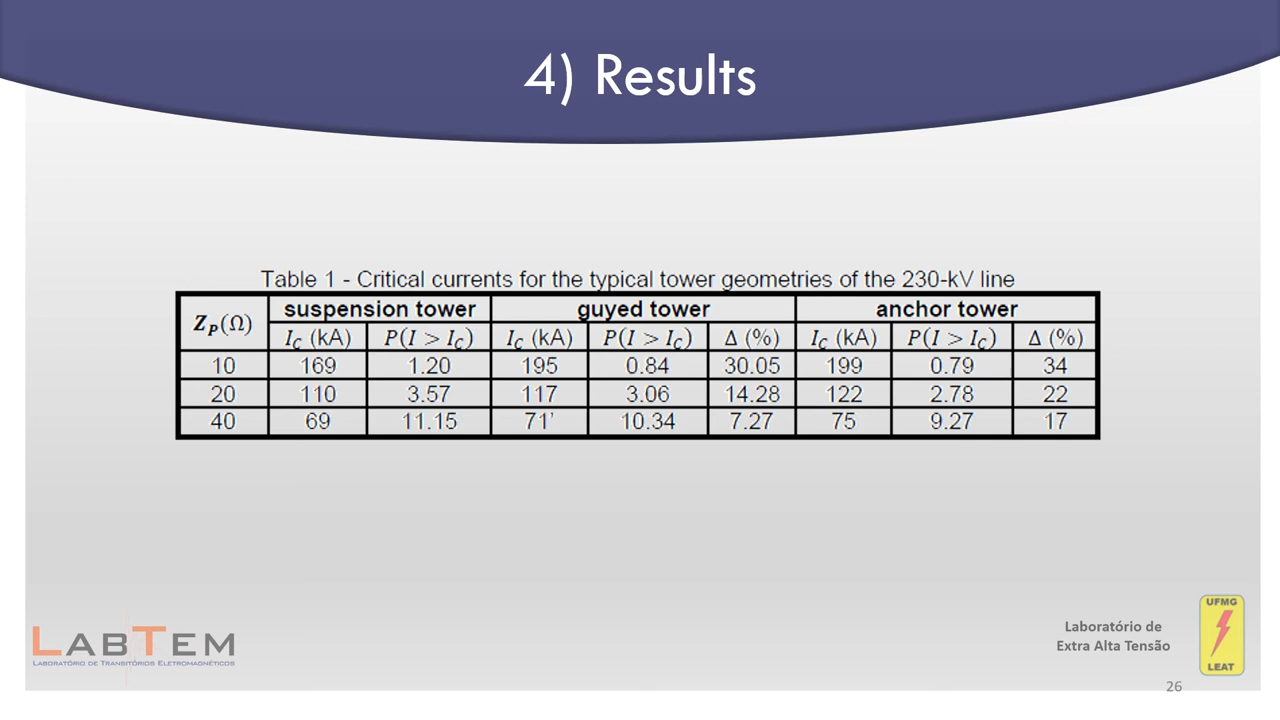 4) Results
Table 1 - Critical currents for the typical tower geometries of the 230-kV line
Z_P(Ω) suspension tower guyed tower anchor tower
I_C (kA) P(I > I_C) I_C (kA) P(I > I_C) Δ (%) I_C (kA) P(I > I_C) Δ (%)
10 169 1.20 195 0.84 30.05 199 0.79 34
20 110 3.57 117 3.06 14.28 122 2.78 22
40 69 11.15 71' 10.34 7.27 75 9.27 17
LABTEM
LABORATÓRIO DE TRANSITÓRIOS ELETROMAGNÉTICOS
Laboratório de
Extra Alta Tensão
UFMG
LEAT
26